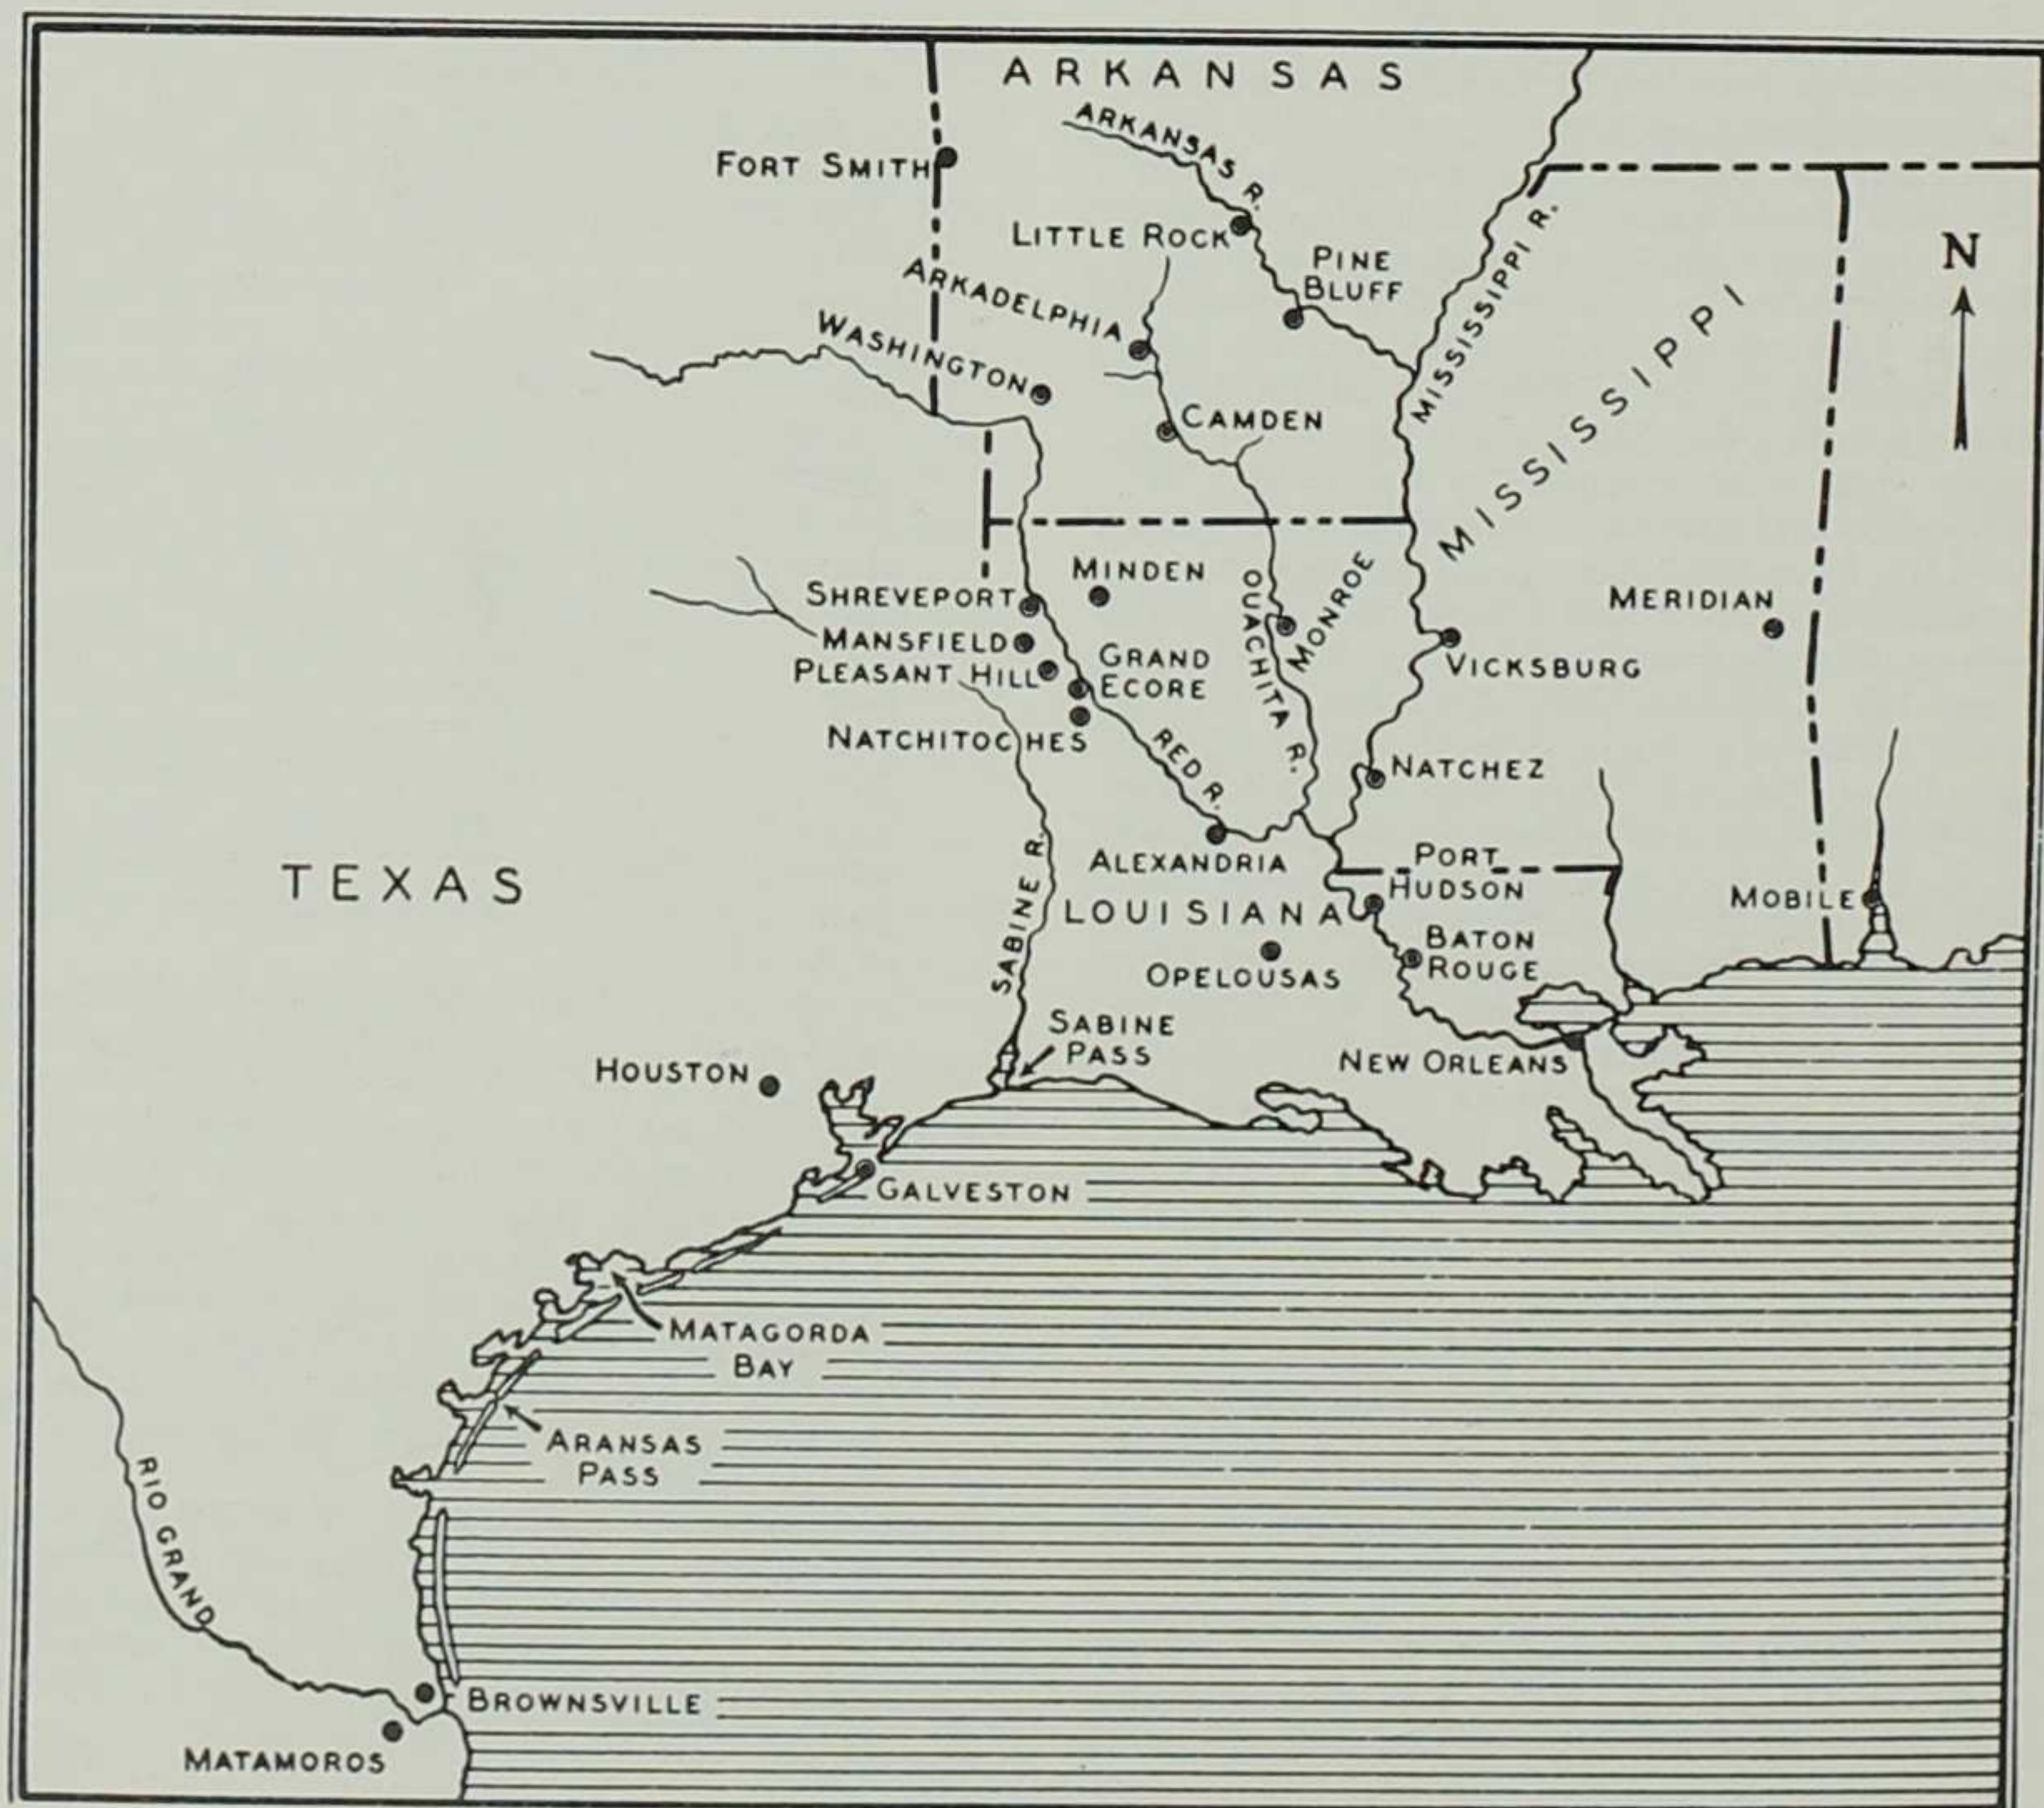 ARKANSAS
ARKANSAS R.
FORT SMITH
LITTLE ROCK
PINE
BLUFF
MISSISSIPPI R.
N
ARKADELPHIA
WASHINGTON
CAMDEN
MISSISSIPPI
MINDEN
SHREVEPORT
MANSFIELD
PLEASANT HILL
GRAND
ECORE
OUACHITA R.
MONROE
MERIDIAN
VICKSBURG
NATCHITOCHES
RED R.
NATCHEZ
TEXAS
SABINE R.
ALEXANDRIA
PORT
HUDSON
LOUISIANA
MOBILE
BATON
ROUGE
OPELOUSAS
SABINE
PASS
HOUSTON
NEW ORLEANS
GALVESTON
MATAGORDA
BAY
ARANSAS
PASS
RIO GRAND
BROWNSVILLE
MATAMOROS